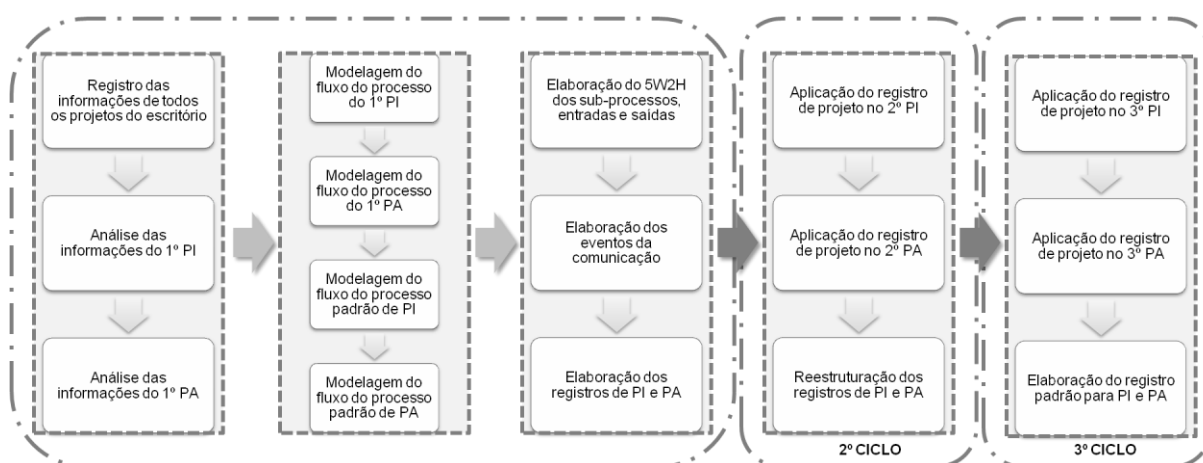 Registro das
informações de todos
os projetos do escritório
Análise das
informações do 1º PI
Análise das
informações do 1º PA
Modelagem do
fluxo do processo
do 1º PI
Modelagem do
fluxo do processo
do 1º PA
Modelagem do
fluxo do processo
padrão de PI
Modelagem do
fluxo do processo
padrão de PA
Elaboração do 5W2H
dos sub-processos,
entradas e saídas
Elaboração dos
eventos da
comunicação
Elaboração dos
registros de PI e PA
Aplicação do registro
de projeto no 2º PI
Aplicação do registro
de projeto no 2º PA
Reestruturação dos
registros de PI e PA
2º CICLO
Aplicação do registro
de projeto no 3º PI
Aplicação do registro
de projeto no 3º PA
Elaboração do registro
padrão para PI e PA
3º CICLO